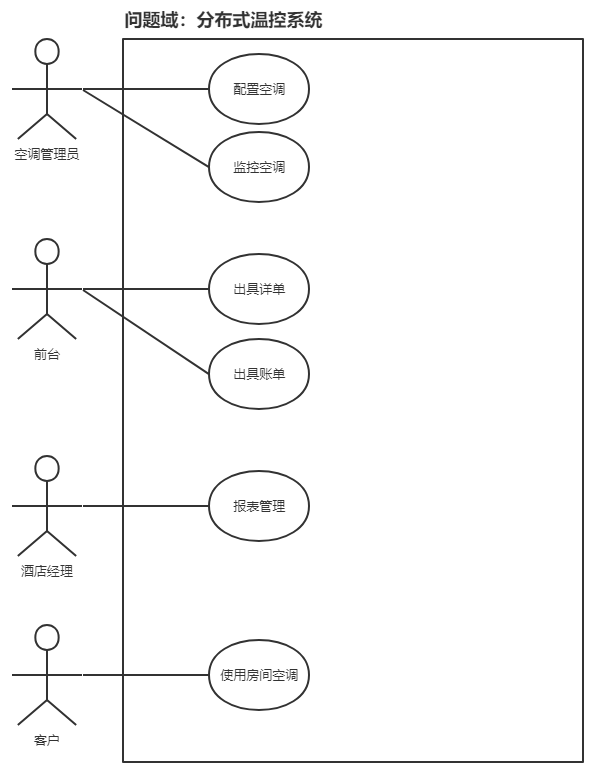 问题域：分布式温控系统
配置空调
监控空调
空调管理员
出具详单
前台
出具账单
报表管理
酒店经理
使用房间空调
客户